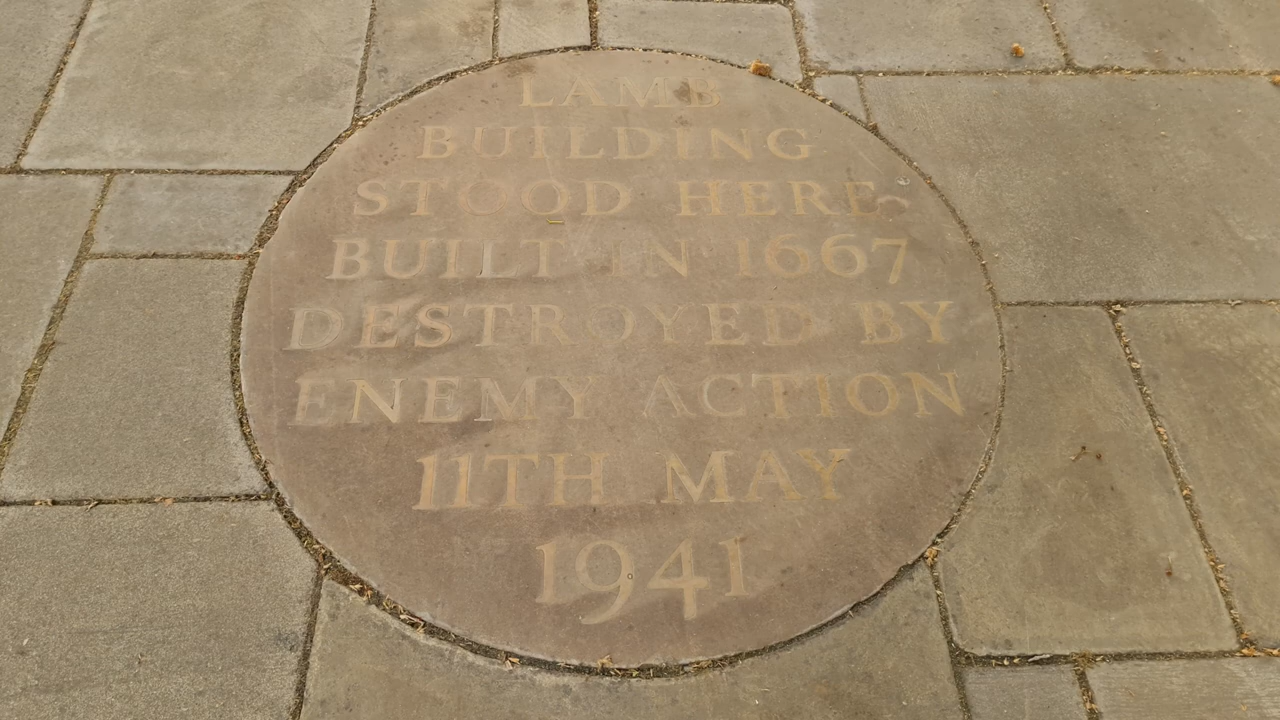 LAMB
BUILDING
STOOD HERE
BUILT IN 1667
DESTROYED BY
ENEMY ACTION
11TH MAY
1941